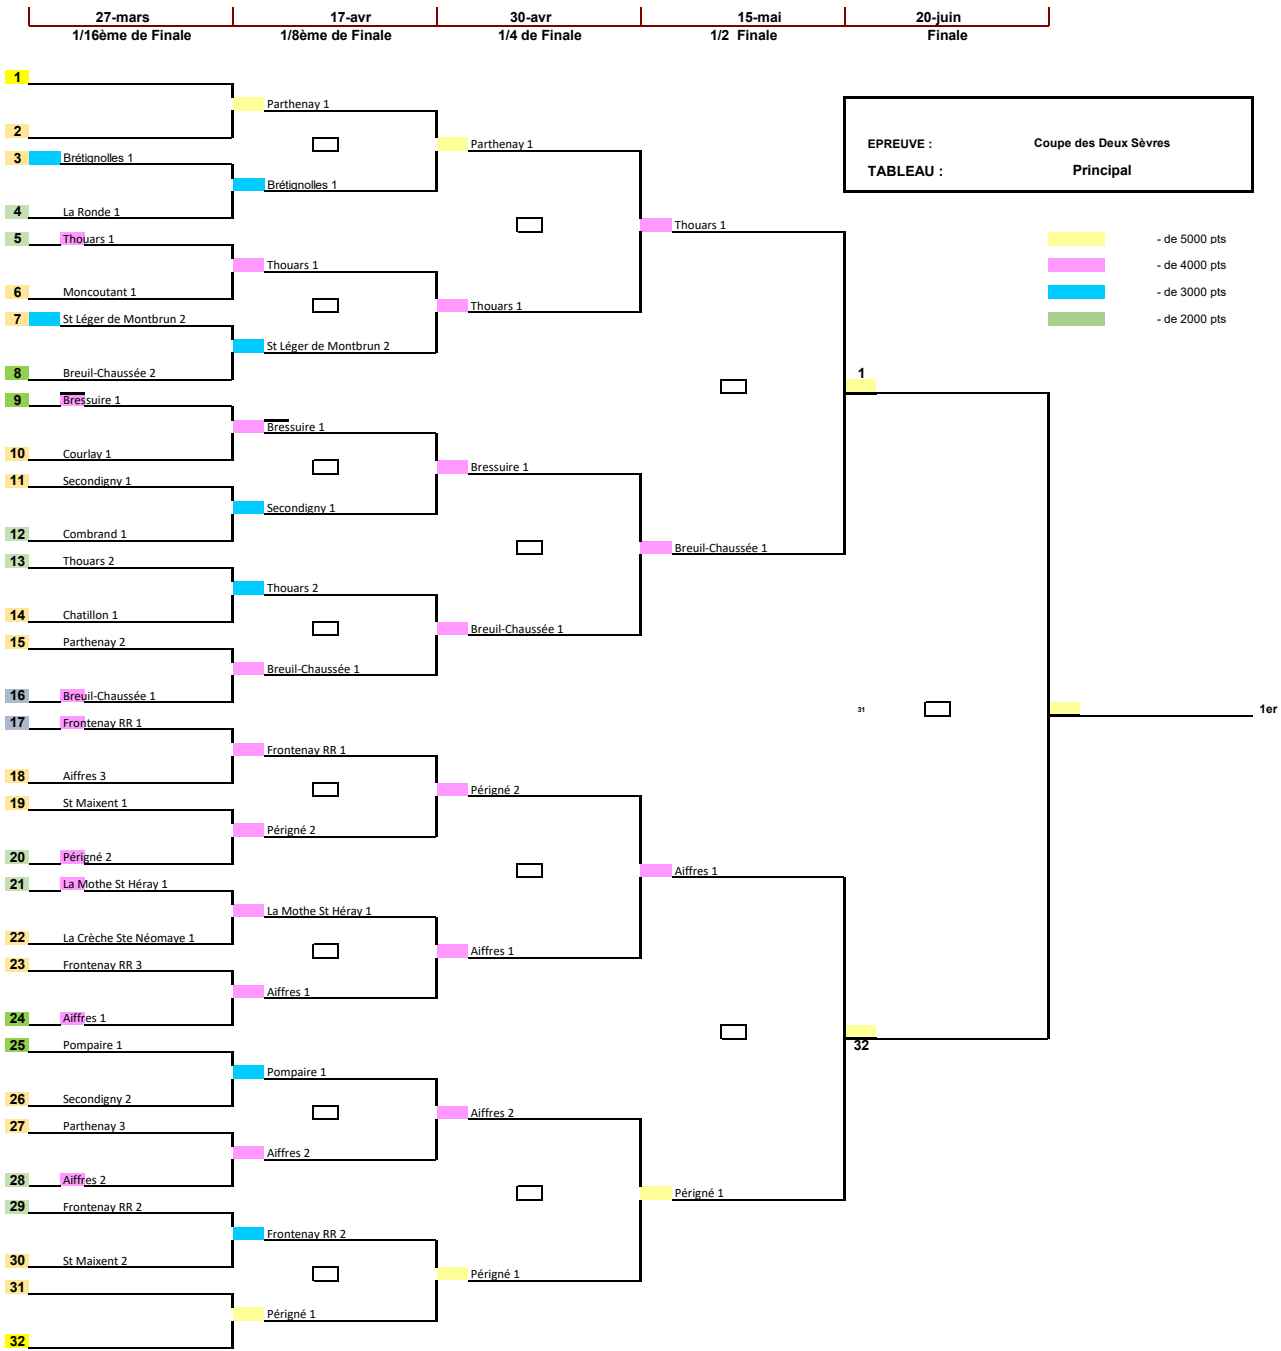 27-mars 17-avr 30-avr 15-mai 20-juin
1/16ème de Finale 1/8ème de Finale 1/4 de Finale 1/2 Finale Finale
1
Parthenay 1
2
Parthenay 1
EPREUVE : Coupe des Deux Sèvres
3 Brétignolles 1
TABLEAU : Principal
Brétignolles 1
4 La Ronde 1
Thouars 1
5 Thouars 1
- de 5000 pts
Thouars 1
- de 4000 pts
6 Moncoutant 1
- de 3000 pts
Thouars 1
7 St Léger de Montbrun 2
- de 2000 pts
St Léger de Montbrun 2
8 Breuil-Chaussée 2
1
9 Bressuire 1
Bressuire 1
10 Courlay 1
Bressuire 1
11 Secondigny 1
Secondigny 1
12 Combrand 1
Breuil-Chaussée 1
13 Thouars 2
Thouars 2
14 Chatillon 1
Breuil-Chaussée 1
15 Parthenay 2
Breuil-Chaussée 1
16 Breuil-Chaussée 1
31 1er
17 Frontenay RR 1
Frontenay RR 1
18 Aiffres 3
Périgné 2
19 St Maixent 1
Périgné 2
20 Périgné 2
Aiffres 1
21 La Mothe St Héray 1
La Mothe St Héray 1
22 La Crèche Ste Néomaye 1
Aiffres 1
23 Frontenay RR 3
Aiffres 1
24 Aiffres 1
25 Pompaire 1
32
Pompaire 1
26 Secondigny 2
Aiffres 2
27 Parthenay 3
Aiffres 2
28 Aiffres 2
Périgné 1
29 Frontenay RR 2
Frontenay RR 2
30 St Maixent 2
Périgné 1
31
Périgné 1
32